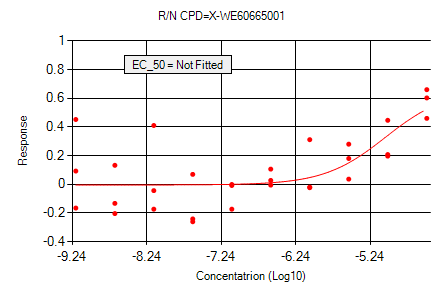 R/N CPD=X-WE60665001
EC_50 = Not Fitted
Response
1
0.8
0.6
0.4
0.2
0
-0.2
-0.4
-9.24 -8.24 -7.24 -6.24 -5.24
Concentatrion (Log10)